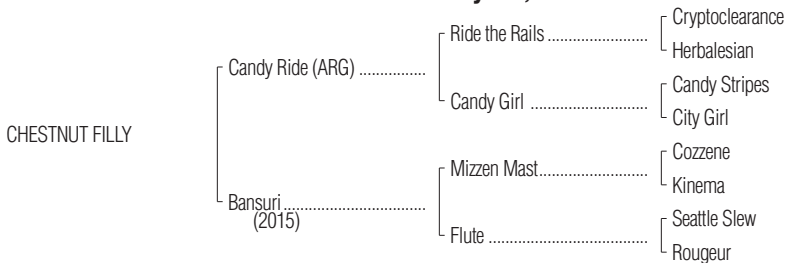 Cryptoclearance
Ride the Rails ......................
Herbalesian
Candy Ride (ARG) ................
Candy Stripes
Candy Girl .........................
City Girl
CHESTNUT FILLY
Cozzene
Mizzen Mast........................
Kinema
Bansuri..................................
(2015)
Seattle Slew
Flute ...................................
Rougeur